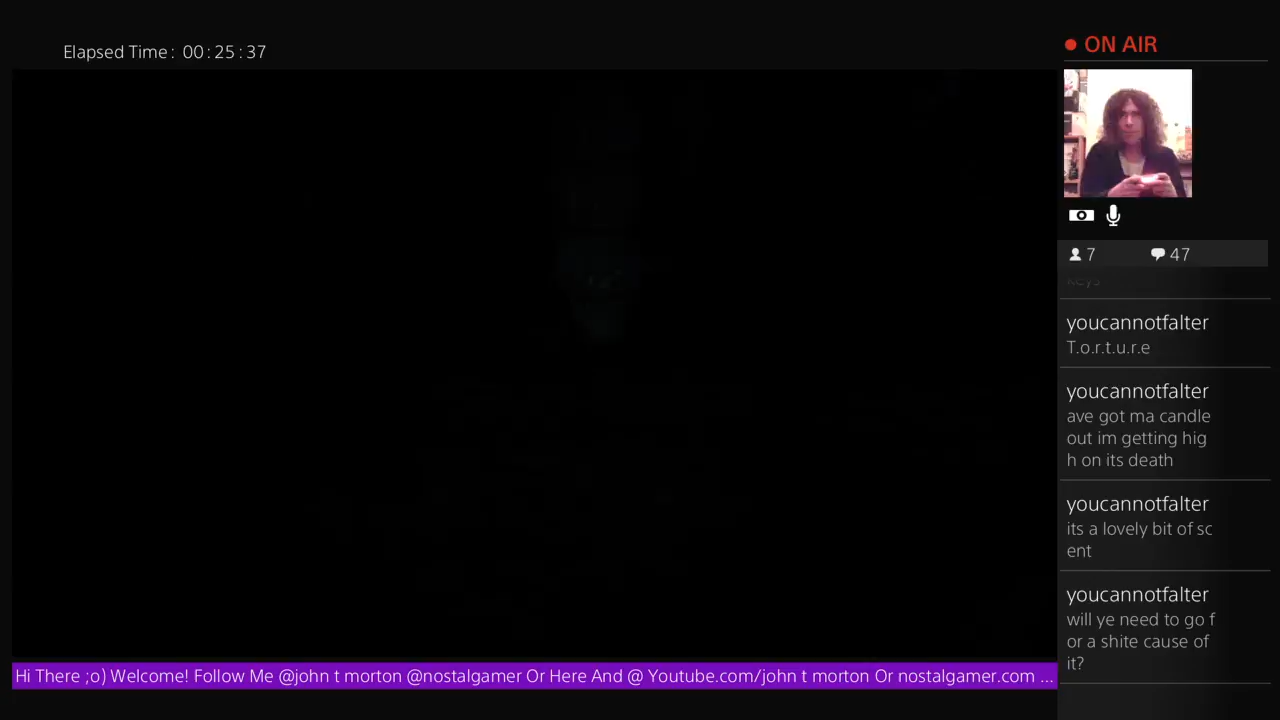 Elapsed Time: 00:25:37
ON AIR
7
47
keys
youcannotfalter
T.o.r.t.u.r.e
youcannotfalter
ave got ma candle
out im getting hig
h on its death
youcannotfalter
its a lovely bit of sc
ent
youcannotfalter
will ye need to go f
or a shite cause of
it?
Hi There ;o) Welcome! Follow Me @john t morton @nostalgamer Or Here And @ Youtube.com/john t morton Or nostalgamer.com ...